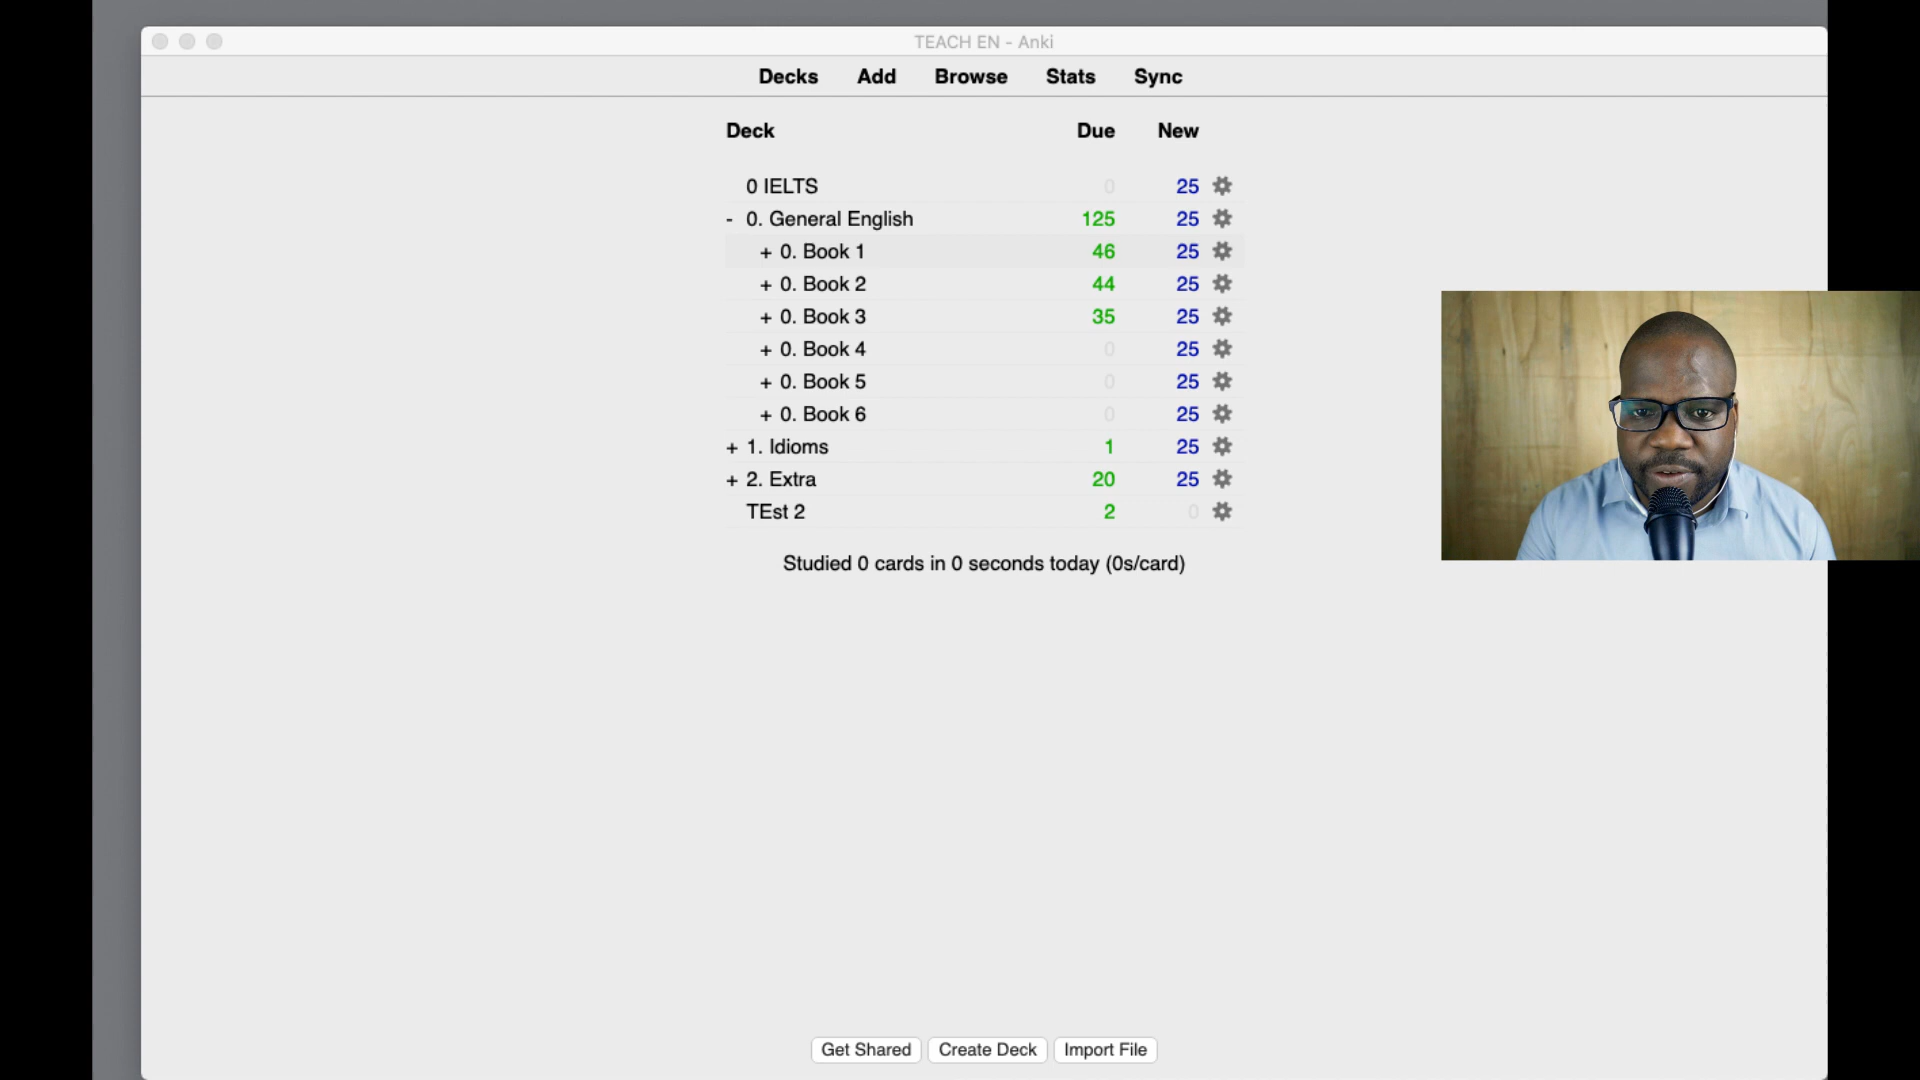 TEACH EN - Anki
Decks Add Browse Stats Sync
Deck Due New
0 IELTS 0 25
- 0. General English 125 25
+ 0. Book 1 46 25
+ 0. Book 2 44 25
+ 0. Book 3 35 25
+ 0. Book 4 0 25
+ 0. Book 5 0 25
+ 0. Book 6 0 25
+ 1. Idioms 1 25
+ 2. Extra 20 25
TEst 2 2 0
Studied 0 cards in 0 seconds today (0s/card)
Get Shared Create Deck Import File